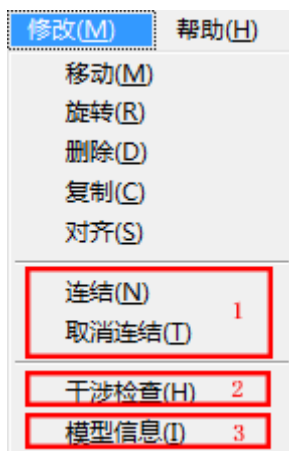 修改(M) 帮助(H)
移动(M)
旋转(R)
删除(D)
复制(C)
对齐(S)
连结(N)
1
取消连结(T)
干涉检查(H) 2
模型信息(I) 3